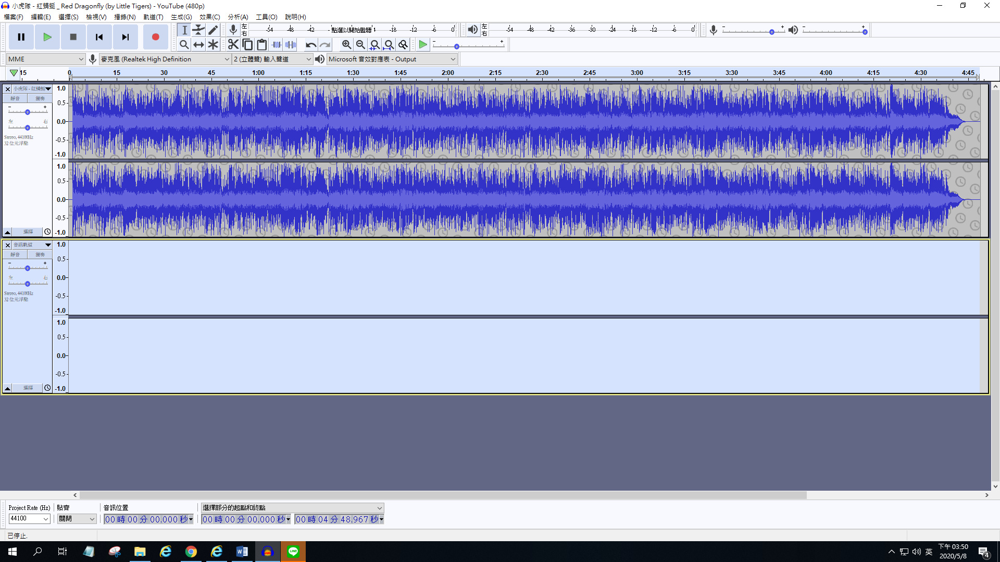 小虎隊 - 紅蜻蜓 _ Red Dragonfly (by Little Tigers) - YouTube (480p)
檔案(F) 編輯(E) 選擇(S) 檢視(V) 播錄(N) 軌道(T) 生成(G) 效果(C) 分析(A) 工具(O) 說明(H)
左 右 -54 -48 -42 - 點選以開始監聽 -18 -12 -6 0
左 右 -54 -48 -42 -36 -30 -24 -18 -12 -6 0
MME 麥克風 (Realtek High Definition 2 (立體聲) 輸入聲道 Microsoft 音效對應表 - Output
15 0 15 30 45 1:00 1:15 1:30 1:45 2:00 2:15 2:30 2:45 3:00 3:15 3:30 3:45 4:00 4:15 4:30 4:45
小虎隊 - 紅蜻蜓 1.0
靜音 獨奏 0.5
左 右 0.0
Stereo, 44100Hz -0.5
32 位元浮點
-1.0
1.0
0.5
0.0
-0.5
選擇 -1.0
音訊軌道 1.0
靜音 獨奏 0.5
左 右 0.0
Stereo, 44100Hz -0.5
32 位元浮點
-1.0
1.0
0.5
0.0
-0.5
選擇 -1.0
Project Rate (Hz) 貼齊 音訊位置 選擇部分的起點和終點
44100 關閉 00 時 00 分 00.000 秒 00 時 00 分 00.000 秒 00 時 04 分 48.967 秒
已停止.
LINE
英 下午 03:50
2020/5/8 4